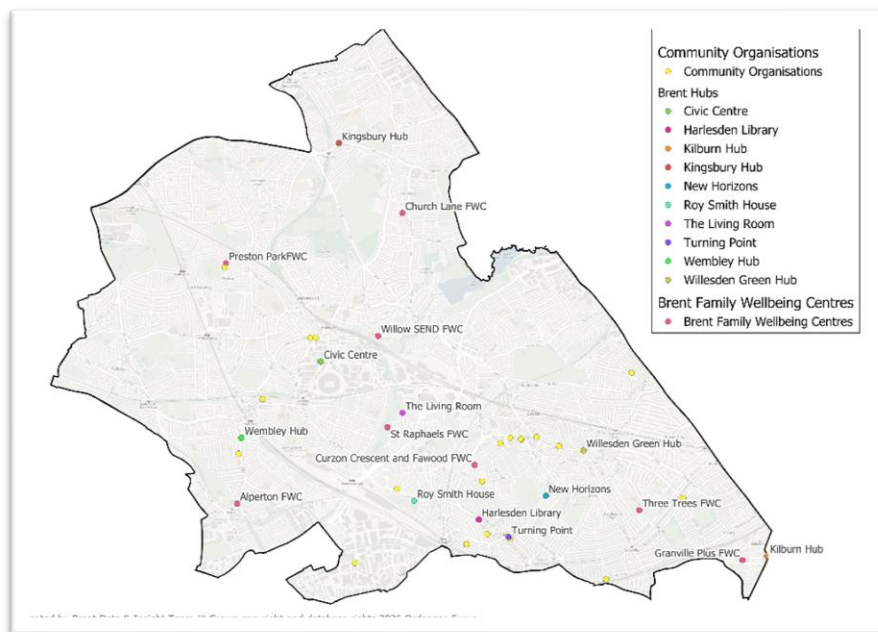 Community Organisations
Community Organisations
Brent Hubs
Civic Centre
Harlesden Library
Kilburn Hub
Kingsbury Hub
New Horizons
Roy Smith House
The Living Room
Turning Point
Wembley Hub
Willesden Green Hub
Brent Family Wellbeing Centres
Brent Family Wellbeing Centres
Kingsbury Hub
Church Lane FWC
Preston ParkFWC
Willow SEND FWC
Civic Centre
The Living Room
Wembley Hub
St Raphaels FWC
Willesden Green Hub
Curzon Crescent and Fawood FWC
Alperton FWC
Roy Smith House
New Horizons
Three Trees FWC
Harlesden Library
Turning Point
Granville Plus FWC
Kilburn Hub